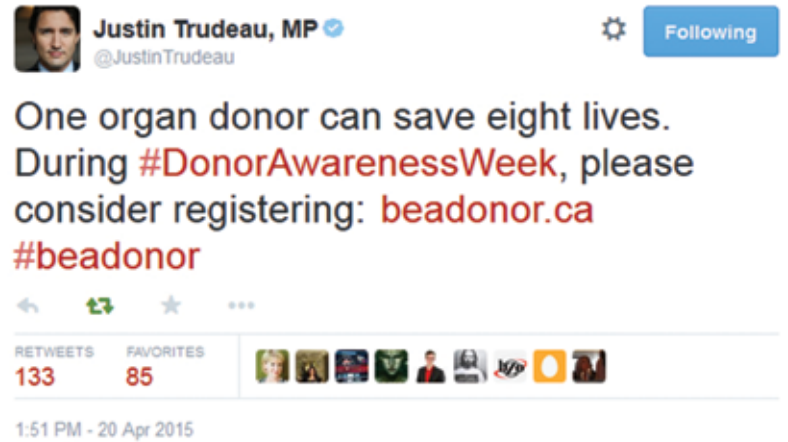 Justin Trudeau, MP
@JustinTrudeau
Following
One organ donor can save eight lives.
During #DonorAwarenessWeek, please
consider registering: beadonor.ca
#beadonor
RETWEETS FAVORITES
133 85
1:51 PM - 20 Apr 2015